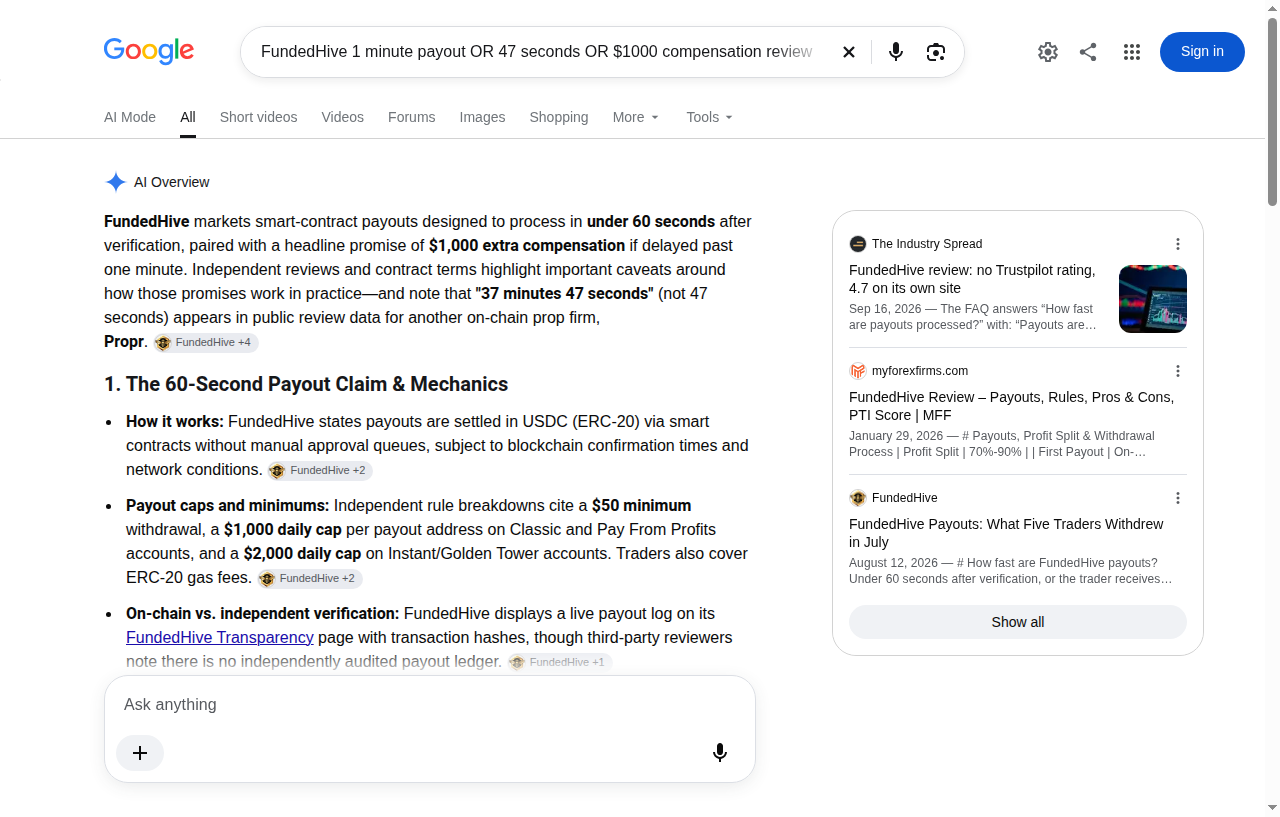 Google
FundedHive 1 minute payout OR 47 seconds OR $1000 compensation review
Sign in
AI Mode
All
Short videos
Videos
Forums
Images
Shopping
More
Tools
AI Overview
FundedHive markets smart-contract payouts designed to process in under 60 seconds after
verification, paired with a headline promise of $1,000 extra compensation if delayed past
one minute. Independent reviews and contract terms highlight important caveats around
how those promises work in practice—and note that "37 minutes 47 seconds" (not 47
seconds) appears in public review data for another on-chain prop firm,
Propr. FundedHive +4
1. The 60-Second Payout Claim & Mechanics
• How it works: FundedHive states payouts are settled in USDC (ERC-20) via smart
contracts without manual approval queues, subject to blockchain confirmation times and
network conditions. FundedHive +2
• Payout caps and minimums: Independent rule breakdowns cite a $50 minimum
withdrawal, a $1,000 daily cap per payout address on Classic and Pay From Profits
accounts, and a $2,000 daily cap on Instant/Golden Tower accounts. Traders also cover
ERC-20 gas fees. FundedHive +2
• On-chain vs. independent verification: FundedHive displays a live payout log on its
FundedHive Transparency page with transaction hashes, though third-party reviewers
note there is no independently audited payout ledger. FundedHive +1
Ask anything
The Industry Spread
FundedHive review: no Trustpilot rating,
4.7 on its own site
Sep 16, 2026 — The FAQ answers “How fast
are payouts processed?” with: “Payouts are…
myforexfirms.com
FundedHive Review – Payouts, Rules, Pros & Cons,
PTI Score | MFF
January 29, 2026 — # Payouts, Profit Split & Withdrawal
Process | Profit Split | 70%-90% | | First Payout | On-…
FundedHive
FundedHive Payouts: What Five Traders Withdrew
in July
August 12, 2026 — # How fast are FundedHive payouts?
Under 60 seconds after verification, or the trader receives…
Show all